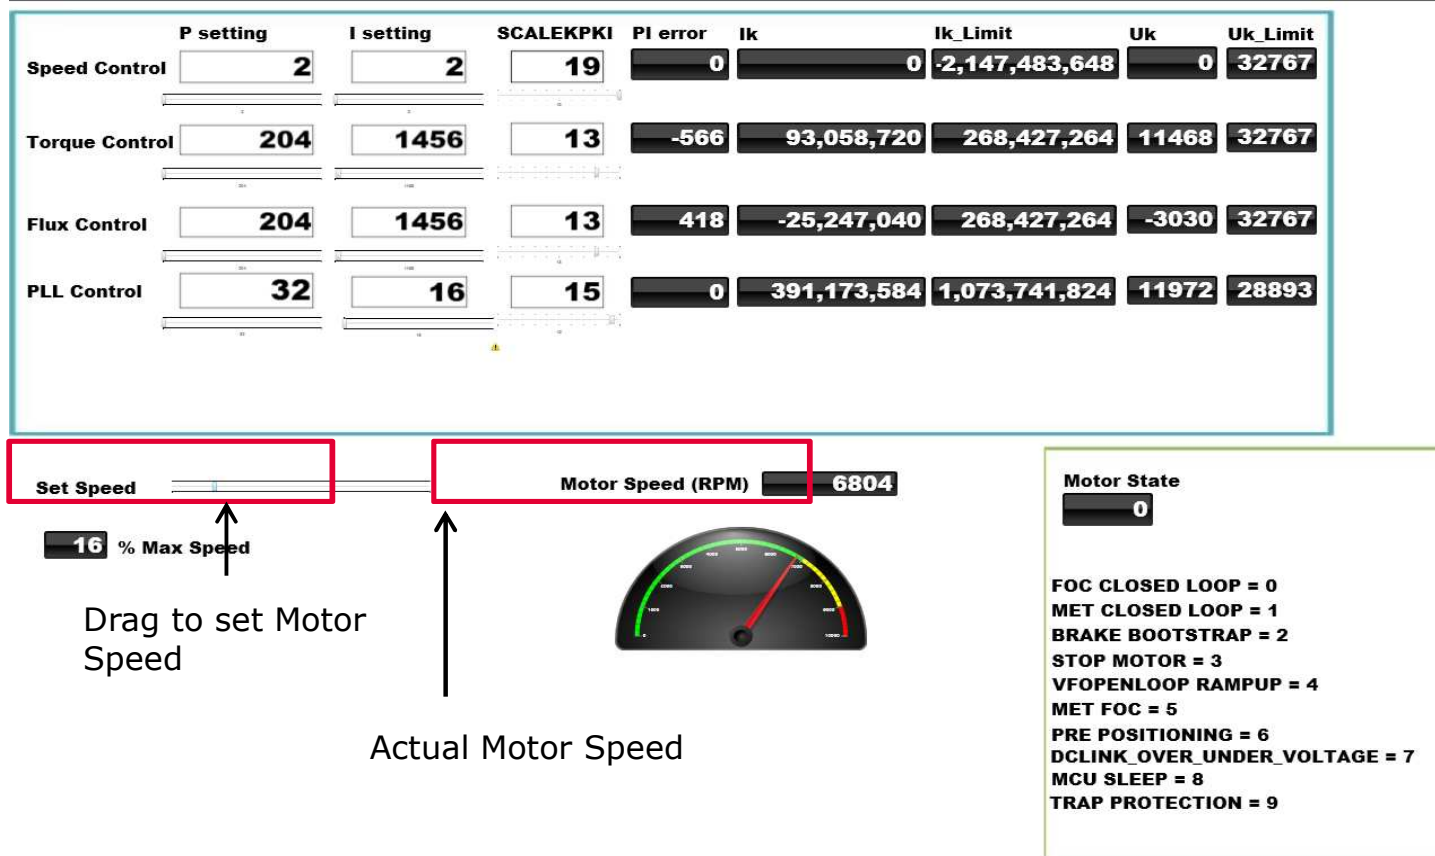 P setting I setting SCALEKPKI PI error Ik Ik_Limit Uk Uk_Limit
Speed Control 2 2 19 0 0 -2,147,483,648 0 32767
Torque Control 204 1456 13 -566 93,058,720 268,427,264 11468 32767
Flux Control 204 1456 13 418 -25,247,040 268,427,264 -3030 32767
PLL Control 32 16 15 0 391,173,584 1,073,741,824 11972 28893
Set Speed
Motor Speed (RPM) 6804
16 % Max Speed
Drag to set Motor
Speed
Actual Motor Speed
Motor State
0
FOC CLOSED LOOP = 0
MET CLOSED LOOP = 1
BRAKE BOOTSTRAP = 2
STOP MOTOR = 3
VFOPENLOOP RAMPUP = 4
MET FOC = 5
PRE POSITIONING = 6
DCLINK_OVER_UNDER_VOLTAGE = 7
MCU SLEEP = 8
TRAP PROTECTION = 9